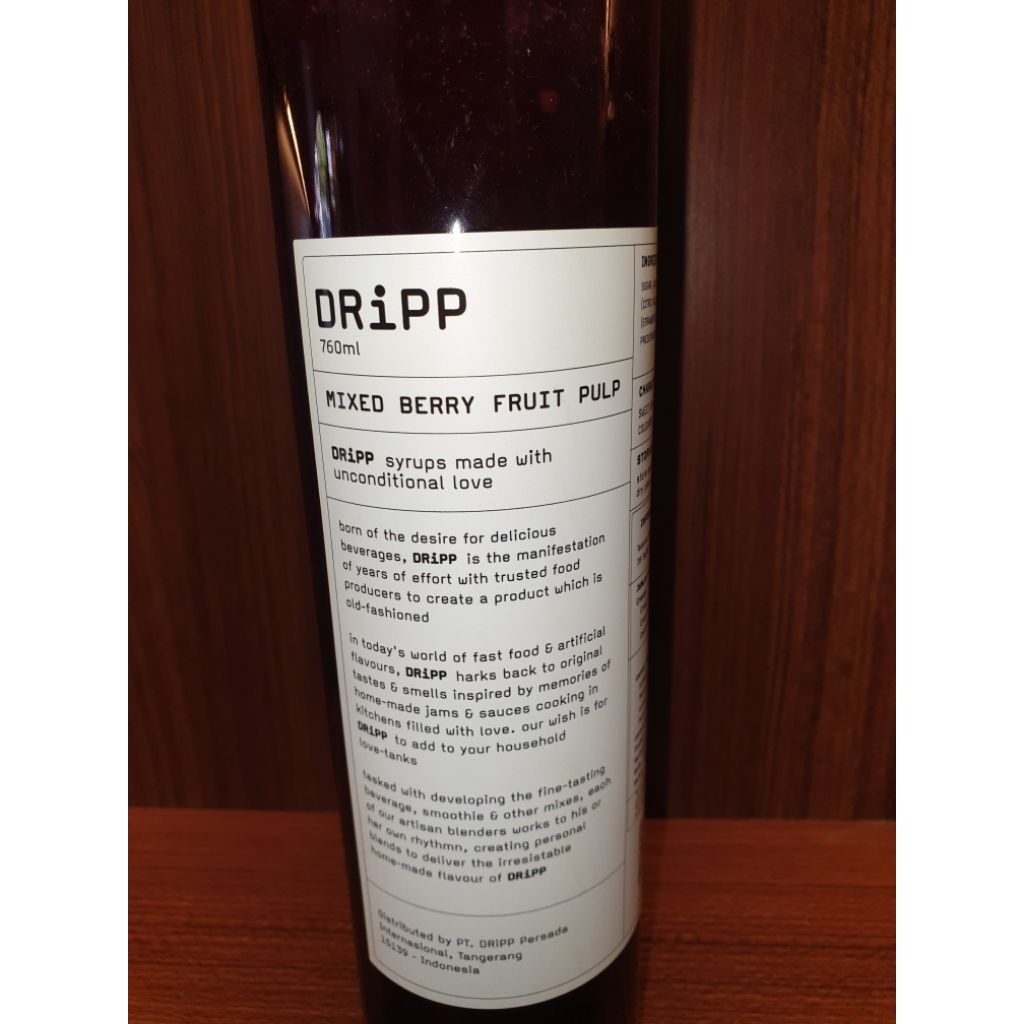 DRiPP
760ml
MIXED BERRY FRUIT PULP
DRiPP syrups made with
unconditional love
born of the desire for delicious
beverages, DRiPP is the manifestation
of years of effort with trusted food
producers to create a product which is
old-fashioned
in today's world of fast food & artificial
flavours, DRiPP harks back to original
tastes & smells inspired by memories of
home-made jams & sauces cooking in
kitchens filled with love. our wish is for
DRiPP to add to your household
love-tanks
tasked with developing the fine-tasting
beverage, smoothie & other mixes, each
of our artisan blenders works to his or
her own rhythmn, creating personal
blends to deliver the irresistable
home-made flavour of DRiPP
Distributed by PT. DRiPP Persada
Internasional, Tangerang
15139 - Indonesia